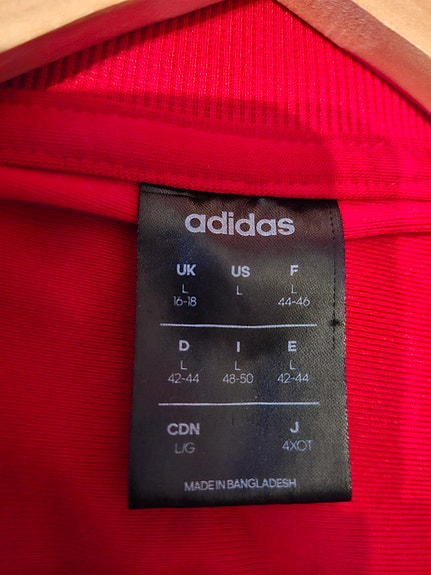 adidas
UK US F
L L L
16-18 44-46
D I E
L L L
42-44 48-50 42-44
CDN J
L/G 4XOT
MADE IN BANGLADESH